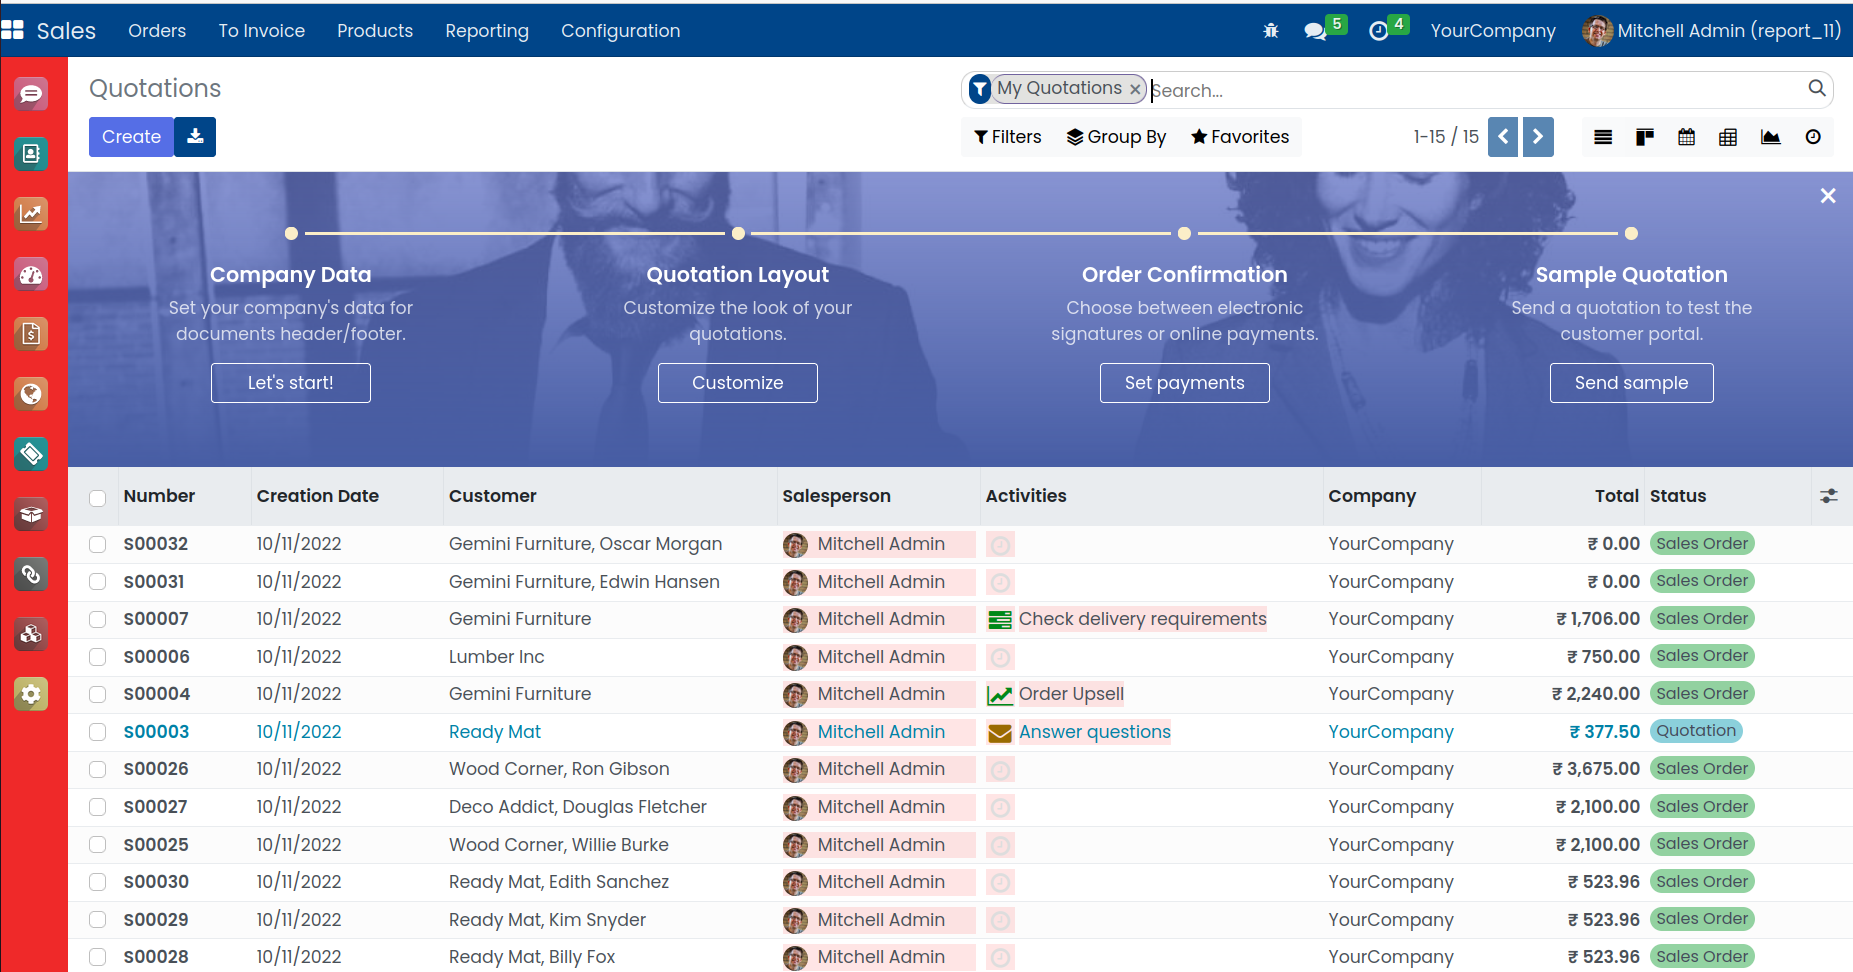 Sales Orders To Invoice Products Reporting Configuration 5 4 YourCompany Mitchell Admin (report_11)
Quotations
My Quotations × Search...
Create
Filters Group By Favorites 1-15 / 15
Company Data
Set your company's data for
documents header/footer.
Let's start!
Quotation Layout
Customize the look of your
quotations.
Customize
Order Confirmation
Choose between electronic
signatures or online payments.
Set payments
Sample Quotation
Send a quotation to test the
customer portal.
Send sample
Number Creation Date Customer Salesperson Activities Company Total Status
S00032 10/11/2022 Gemini Furniture, Oscar Morgan Mitchell Admin YourCompany ₹ 0.00 Sales Order
S00031 10/11/2022 Gemini Furniture, Edwin Hansen Mitchell Admin YourCompany ₹ 0.00 Sales Order
S00007 10/11/2022 Gemini Furniture Mitchell Admin Check delivery requirements YourCompany ₹ 1,706.00 Sales Order
S00006 10/11/2022 Lumber Inc Mitchell Admin YourCompany ₹ 750.00 Sales Order
S00004 10/11/2022 Gemini Furniture Mitchell Admin Order Upsell YourCompany ₹ 2,240.00 Sales Order
S00003 10/11/2022 Ready Mat Mitchell Admin Answer questions YourCompany ₹ 377.50 Quotation
S00026 10/11/2022 Wood Corner, Ron Gibson Mitchell Admin YourCompany ₹ 3,675.00 Sales Order
S00027 10/11/2022 Deco Addict, Douglas Fletcher Mitchell Admin YourCompany ₹ 2,100.00 Sales Order
S00025 10/11/2022 Wood Corner, Willie Burke Mitchell Admin YourCompany ₹ 2,100.00 Sales Order
S00030 10/11/2022 Ready Mat, Edith Sanchez Mitchell Admin YourCompany ₹ 523.96 Sales Order
S00029 10/11/2022 Ready Mat, Kim Snyder Mitchell Admin YourCompany ₹ 523.96 Sales Order
S00028 10/11/2022 Ready Mat, Billy Fox Mitchell Admin YourCompany ₹ 523.96 Sales Order